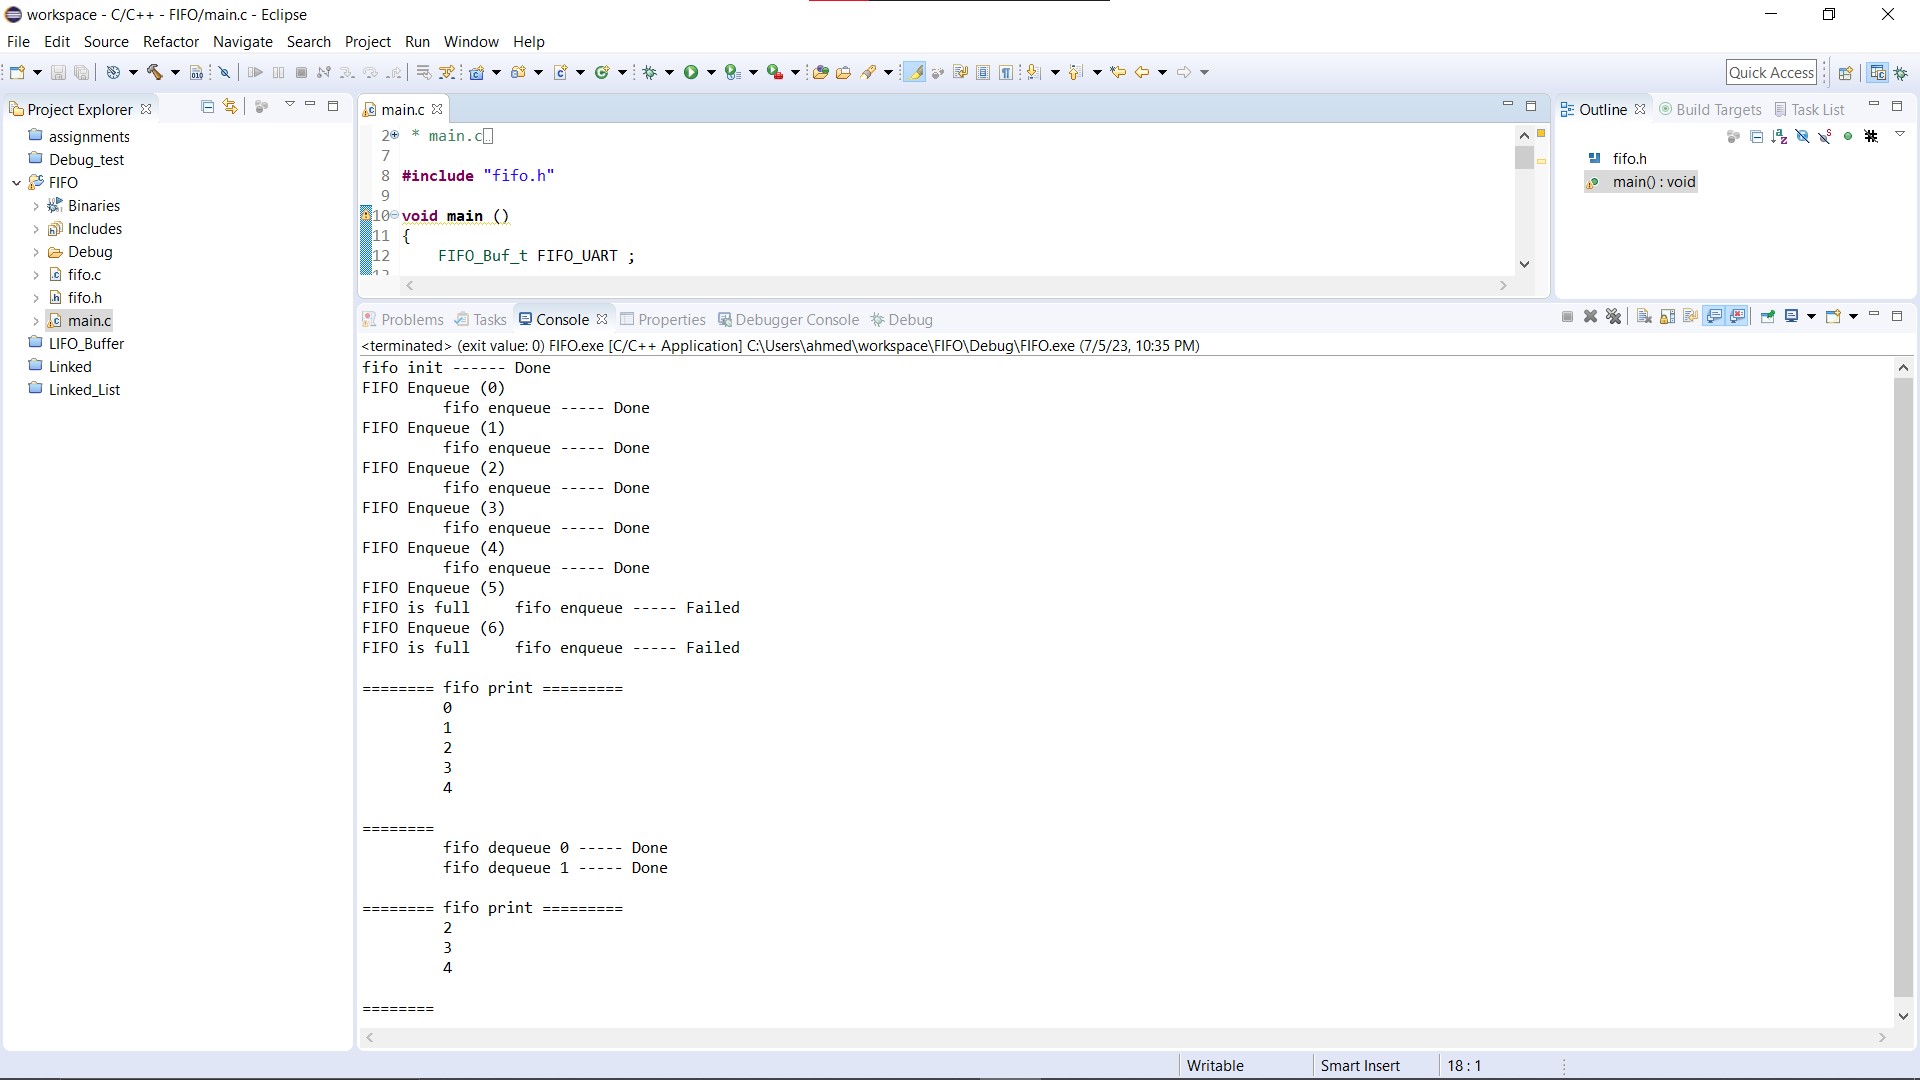 workspace - C/C++ - FIFO/main.c - Eclipse
File Edit Source Refactor Navigate Search Project Run Window Help
Quick Access
Project Explorer
assignments
Debug_test
FIFO
Binaries
Includes
Debug
fifo.c
fifo.h
main.c
LIFO_Buffer
Linked
Linked_List
main.c
2 * main.c
7
8 #include "fifo.h"
9
10 void main ()
11 {
12 FIFO_Buf_t FIFO_UART ;
Outline Build Targets Task List
fifo.h
main() : void
Problems Tasks Console Properties Debugger Console Debug
<terminated> (exit value: 0) FIFO.exe [C/C++ Application] C:\Users\ahmed\workspace\FIFO\Debug\FIFO.exe (7/5/23, 10:35 PM)
fifo init ------ Done
FIFO Enqueue (0)
fifo enqueue ----- Done
FIFO Enqueue (1)
fifo enqueue ----- Done
FIFO Enqueue (2)
fifo enqueue ----- Done
FIFO Enqueue (3)
fifo enqueue ----- Done
FIFO Enqueue (4)
fifo enqueue ----- Done
FIFO Enqueue (5)
FIFO is full fifo enqueue ----- Failed
FIFO Enqueue (6)
FIFO is full fifo enqueue ----- Failed
======== fifo print =========
0
1
2
3
4
========
fifo dequeue 0 ----- Done
fifo dequeue 1 ----- Done
======== fifo print =========
2
3
4
========
Writable Smart Insert 18 : 1